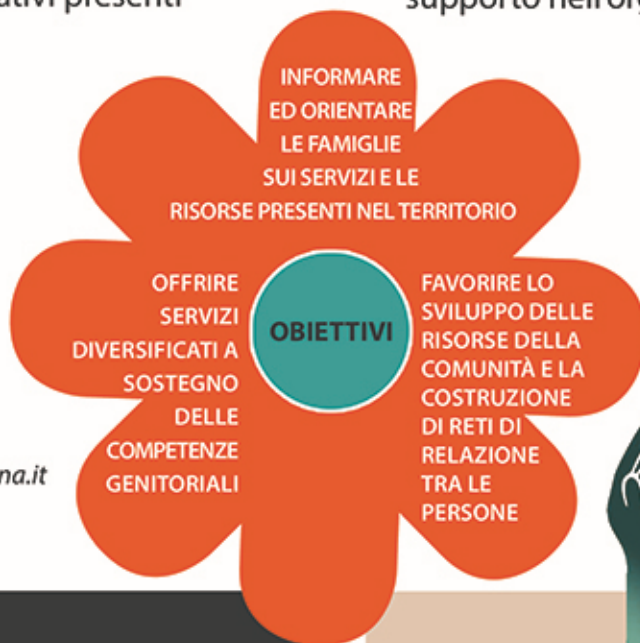 presenti
INFORMARE
ED ORIENTARE
LE FAMIGLIE
SUI SERVIZI E LE
RISORSE PRESENTI NEL TERRITORIO
OFFRIRE
SERVIZI
DIVERSIFICATI A
SOSTEGNO
DELLE
COMPETENZE
GENITORIALI
OBIETTIVI
FAVORIRE LO
SVILUPPO DELLE
RISORSE DELLA
COMUNITÀ E LA
COSTRUZIONE
DI RETI DI
RELAZIONE
TRA LE
PERSONE
na.it